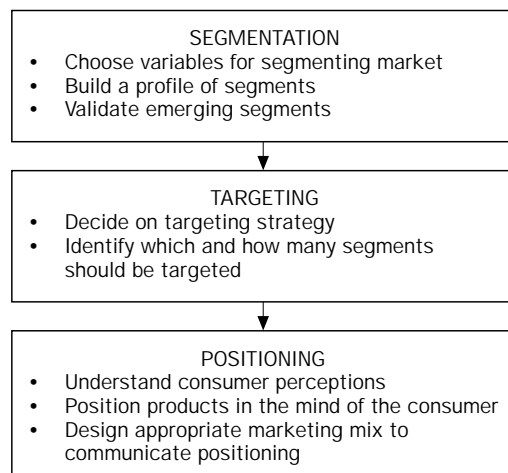 SEGMENTATION
• Choose variables for segmenting market
• Build a profile of segments
• Validate emerging segments
TARGETING
• Decide on targeting strategy
• Identify which and how many segments
should be targeted
POSITIONING
• Understand consumer perceptions
• Position products in the mind of the consumer
• Design appropriate marketing mix to
communicate positioning